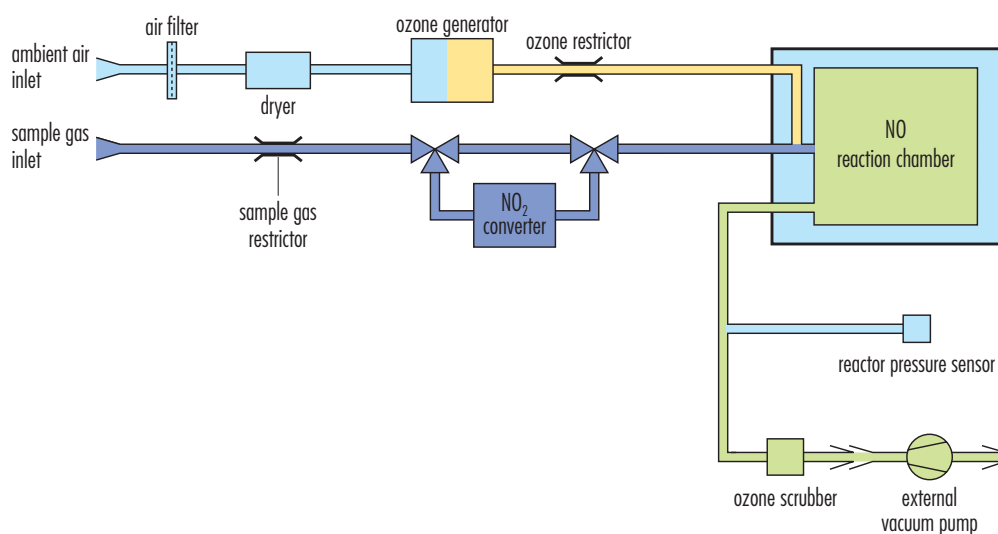 air filter
ozone generator
ozone restrictor
ambient air
inlet
dryer
sample gas
inlet
NO
reaction chamber
sample gas
restrictor
NO₂
converter
reactor pressure sensor
ozone scrubber
external
vacuum pump